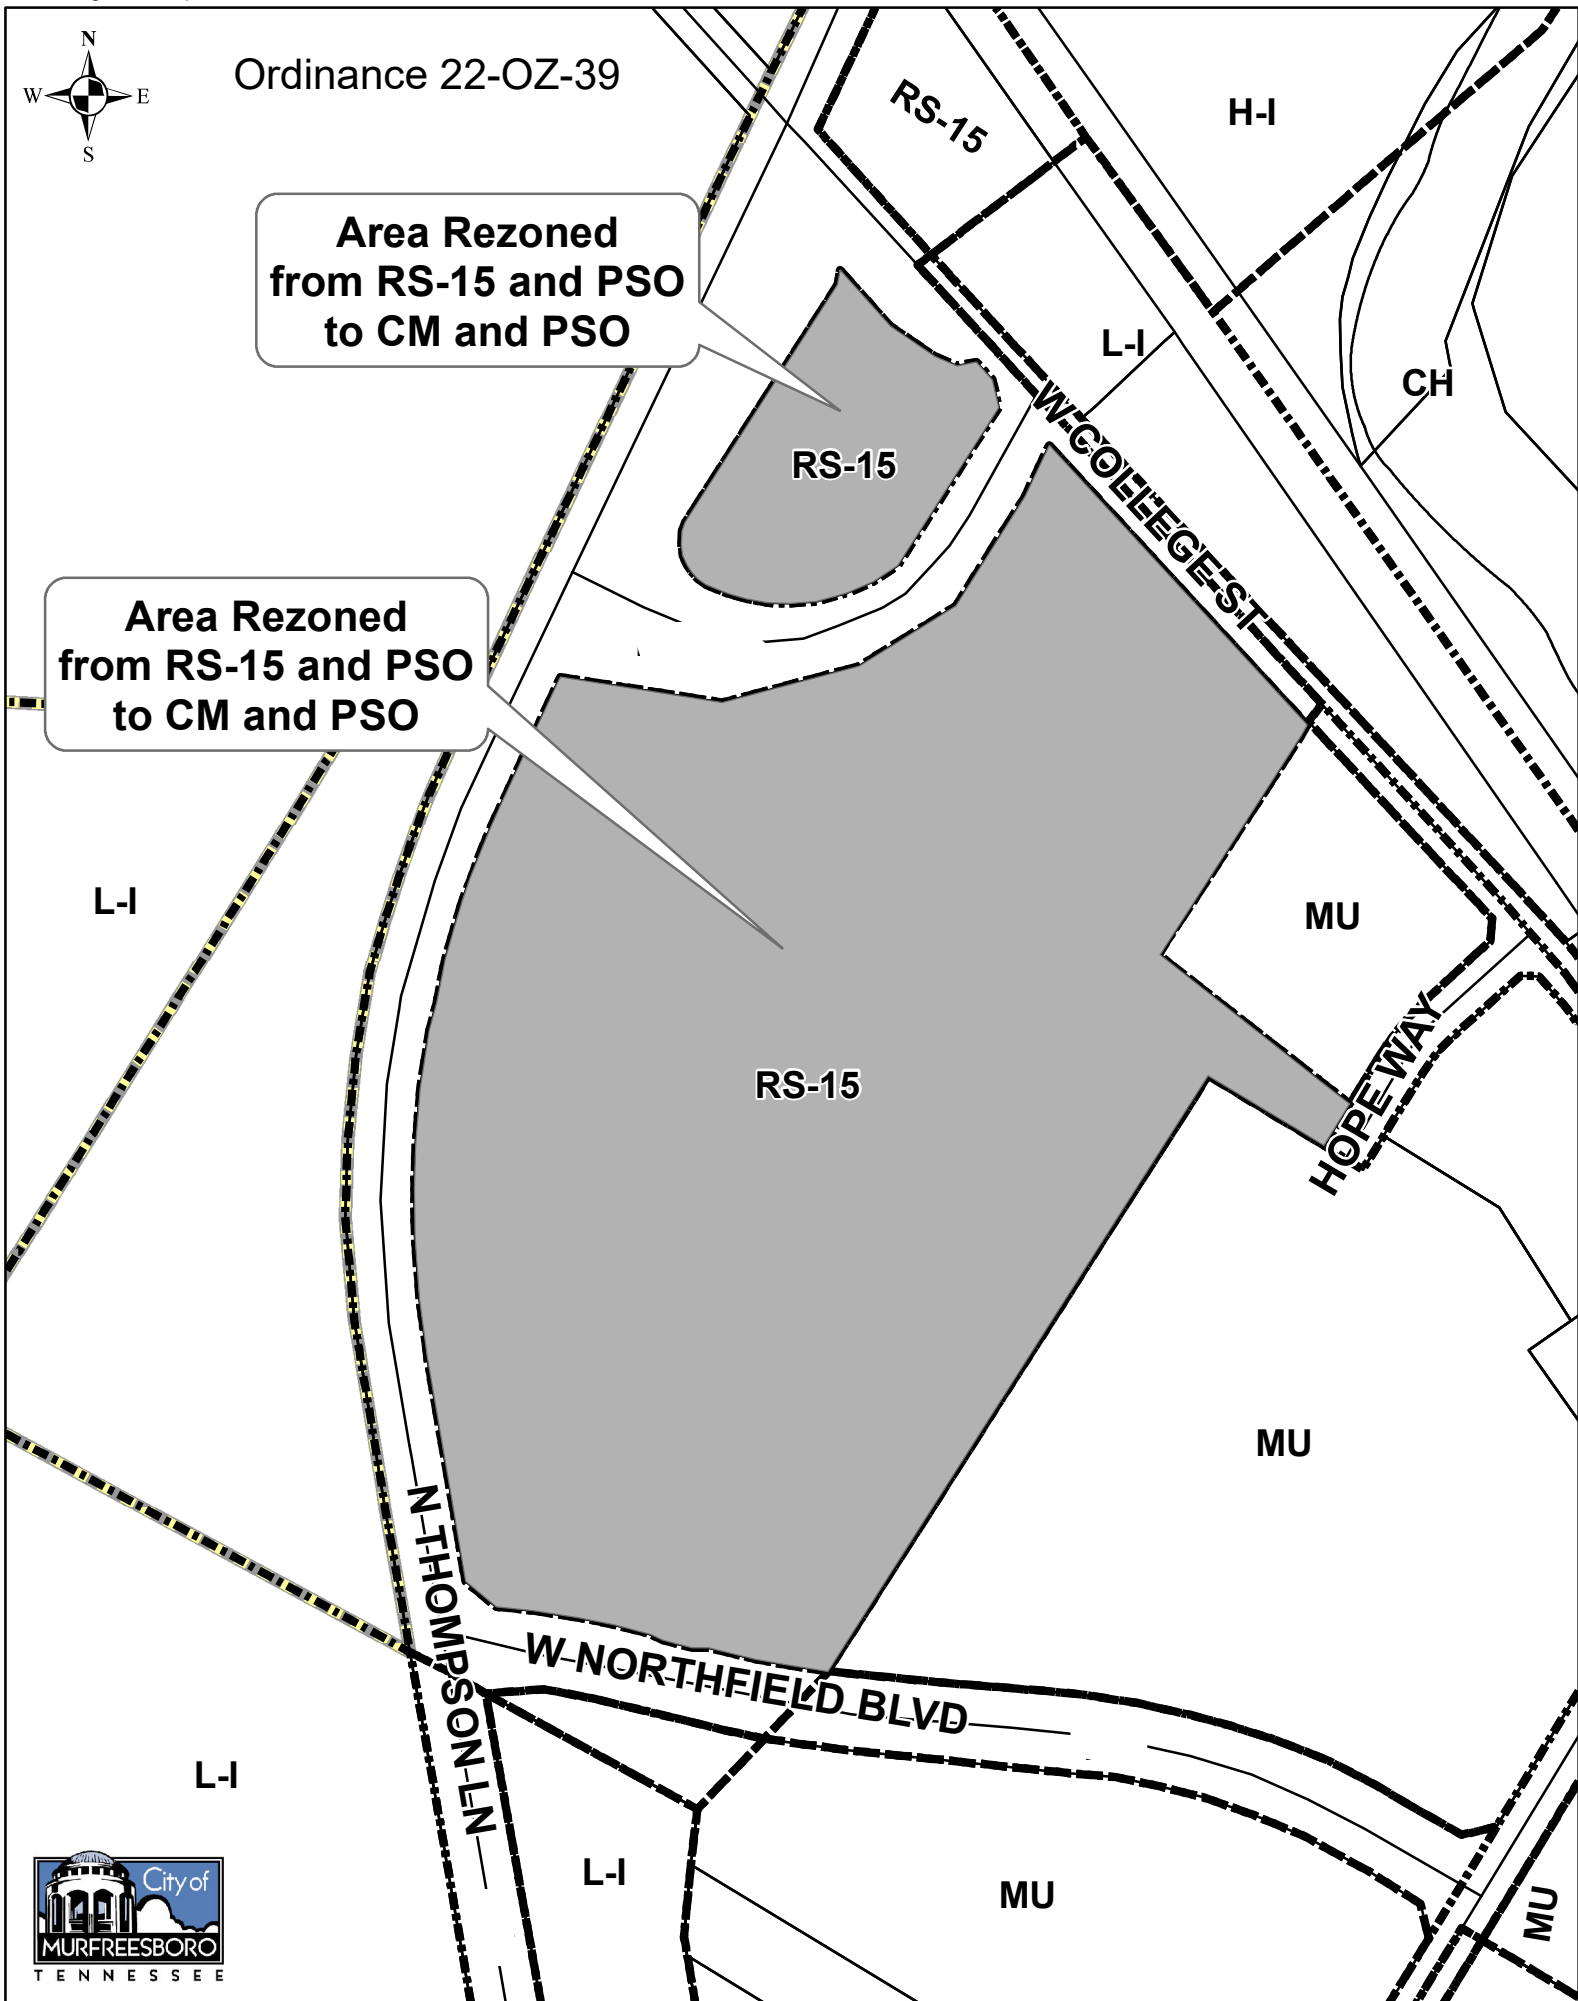 N
W E
S
Ordinance 22-OZ-39
RS-15
H-I
Area Rezoned
from RS-15 and PSO
to CM and PSO
L-I
CH
RS-15
W COLLEGE ST
Area Rezoned
from RS-15 and PSO
to CM and PSO
L-I
MU
RS-15
HOPE WAY
MU
N THOMPSON LN
W NORTHFIELD BLVD
L-I
L-I
MU
MU
City of
MURFREESBORO
TENNESSEE